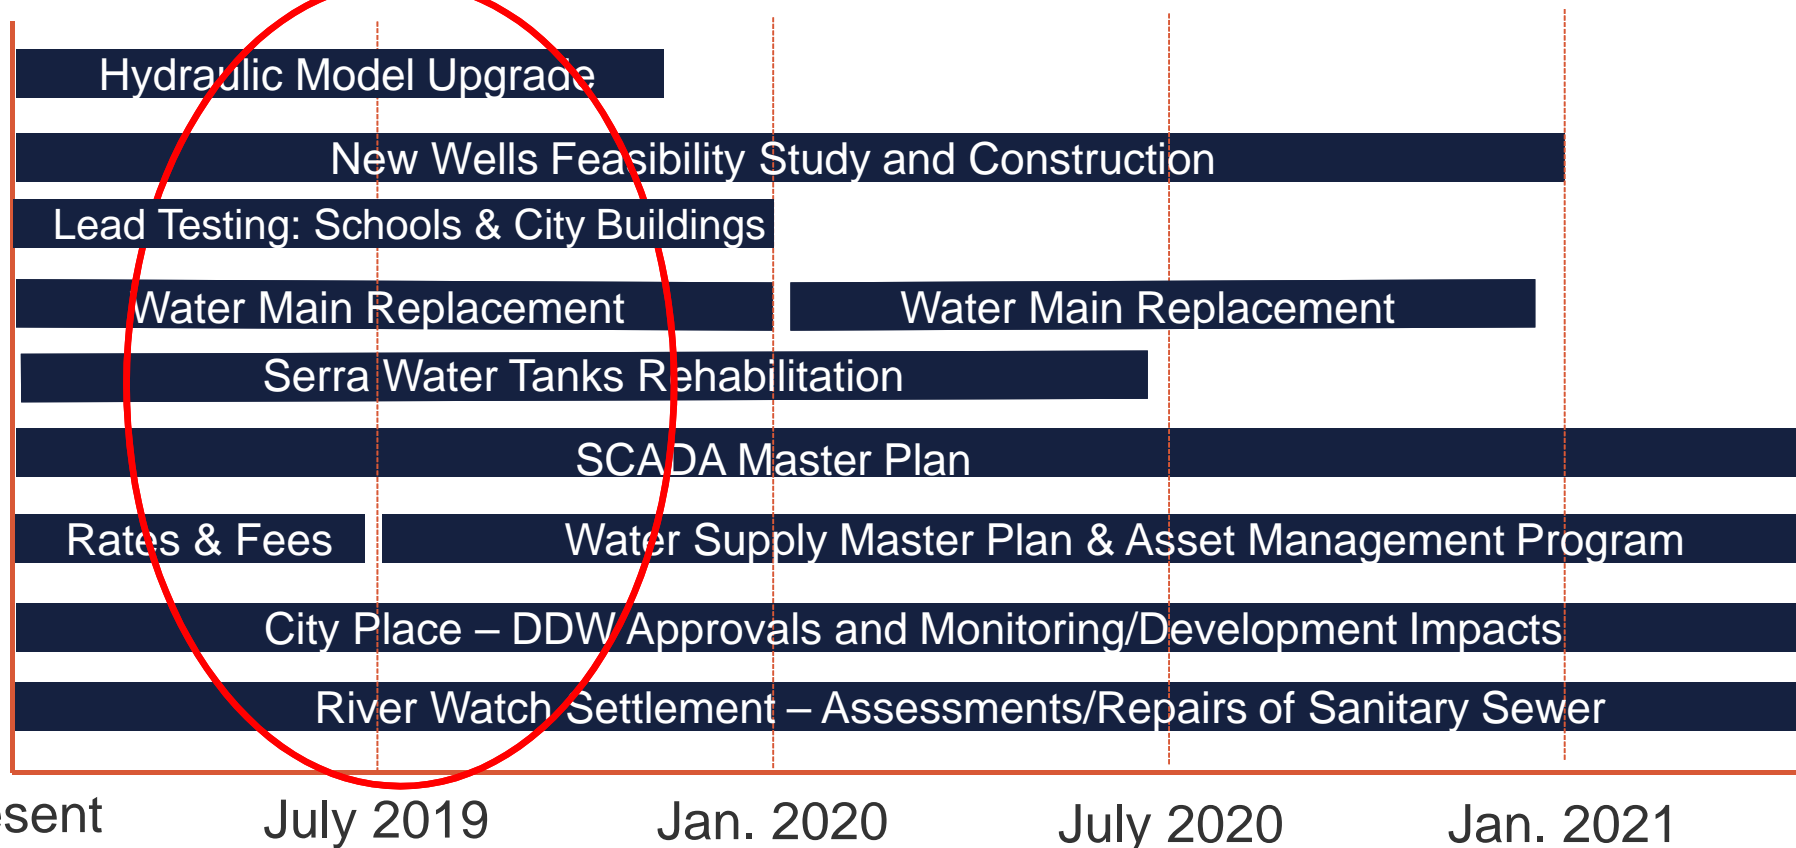 Hydraulic Model Upgrade
New Wells Feasibility Study and Construction
Lead Testing: Schools & City Buildings
Water Main Replacement Water Main Replacement
Serra Water Tanks Rehabilitation
SCADA Master Plan
Rates & Fees Water Supply Master Plan & Asset Management Program
City Place – DDW Approvals and Monitoring/Development Impacts
River Watch Settlement – Assessments/Repairs of Sanitary Sewer
esent July 2019 Jan. 2020 July 2020 Jan. 2021